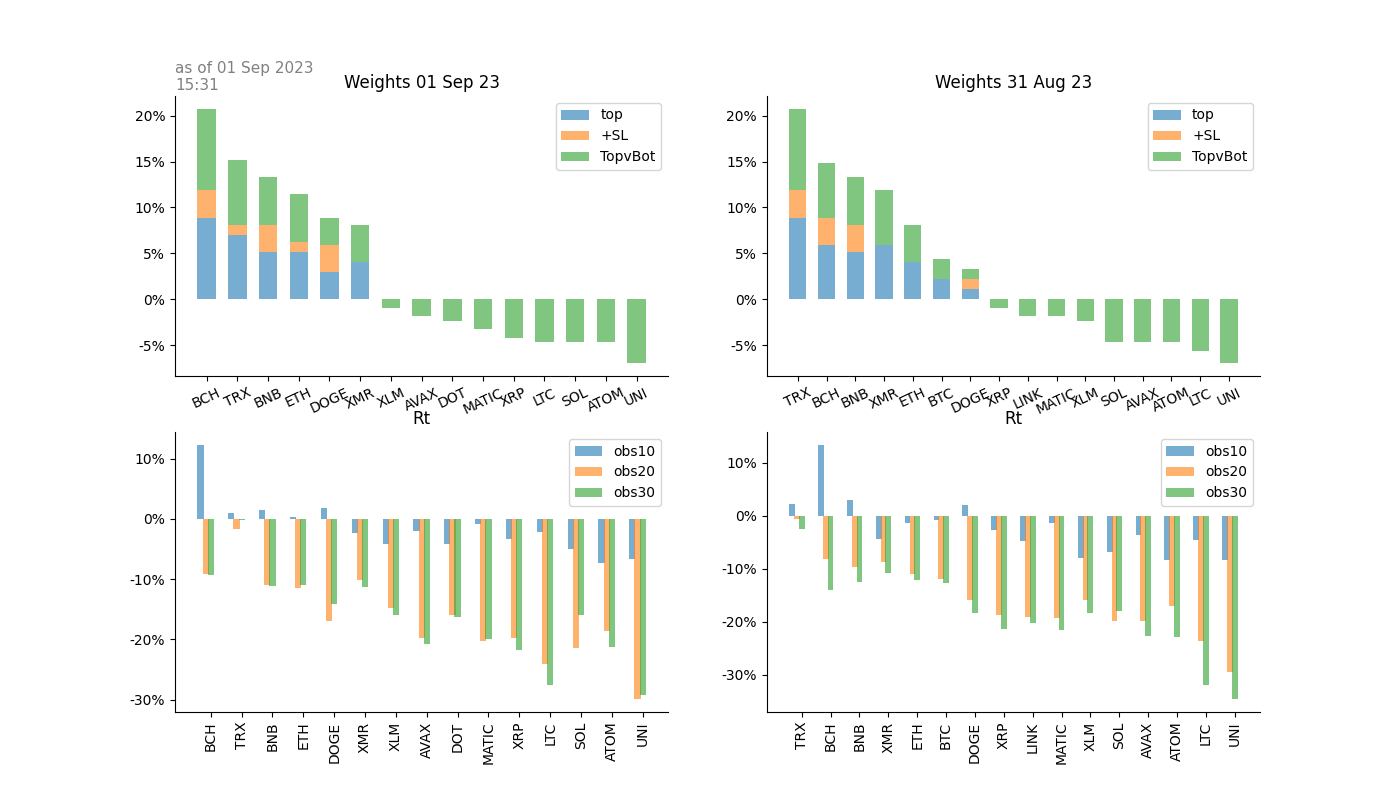 as of 01 Sep 2023
15:31
Weights 01 Sep 23
20%
15%
10%
5%
0%
-5%
top
+SL
TopvBot
BCH TRX BNB ETH DOGE XMR XLM AVAX DOT MATIC XRP LTC SOL ATOM UNI
Weights 31 Aug 23
20%
15%
10%
5%
0%
-5%
top
+SL
TopvBot
TRX BCH BNB XMR ETH BTC DOGE XRP LINK MATIC XLM SOL AVAX ATOM LTC UNI
Rt
10%
0%
-10%
-20%
-30%
obs10
obs20
obs30
BCH TRX BNB ETH DOGE XMR XLM AVAX DOT MATIC XRP LTC SOL ATOM UNI
Rt
10%
0%
-10%
-20%
-30%
obs10
obs20
obs30
TRX BCH BNB XMR ETH BTC DOGE XRP LINK MATIC XLM SOL AVAX ATOM LTC UNI